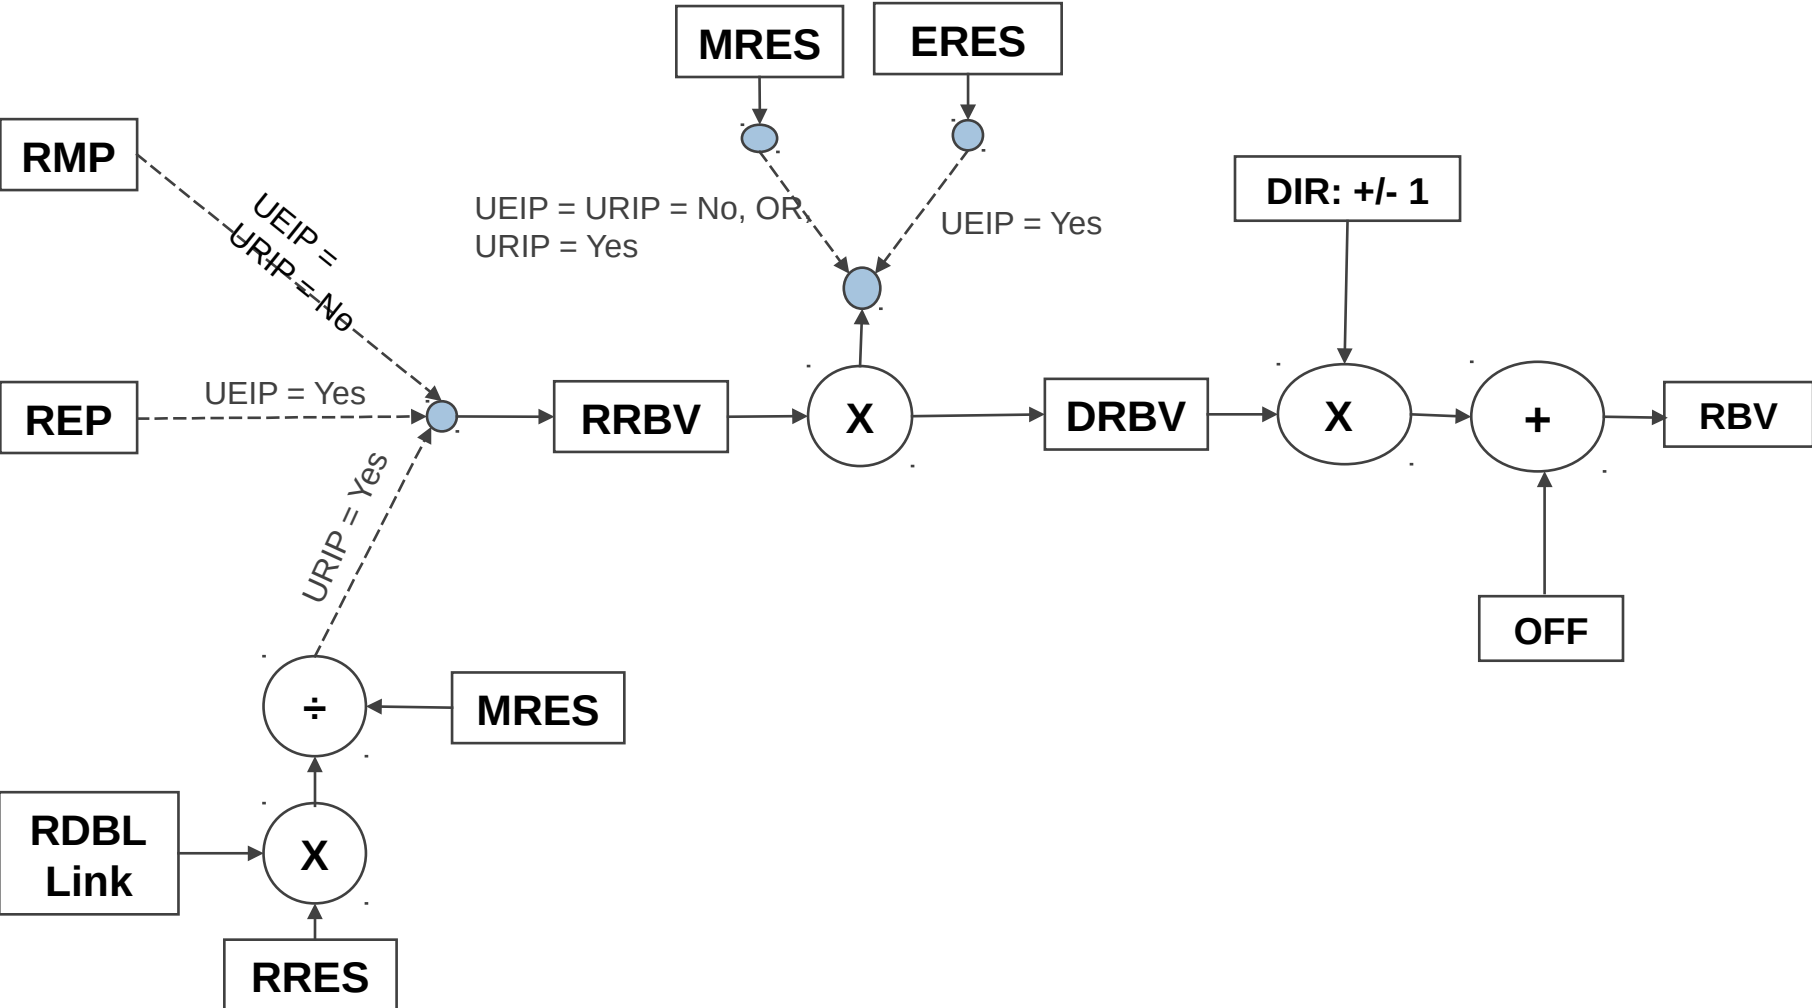 MRES
ERES
RMP
DIR: +/- 1
UEIP =
URIP = No
UEIP = URIP = No, OR,
URIP = Yes
UEIP = Yes
REP
UEIP = Yes
RRBV
X
DRBV
X
+
RBV
URIP = Yes
OFF
÷
MRES
RDBL
Link
X
RRES